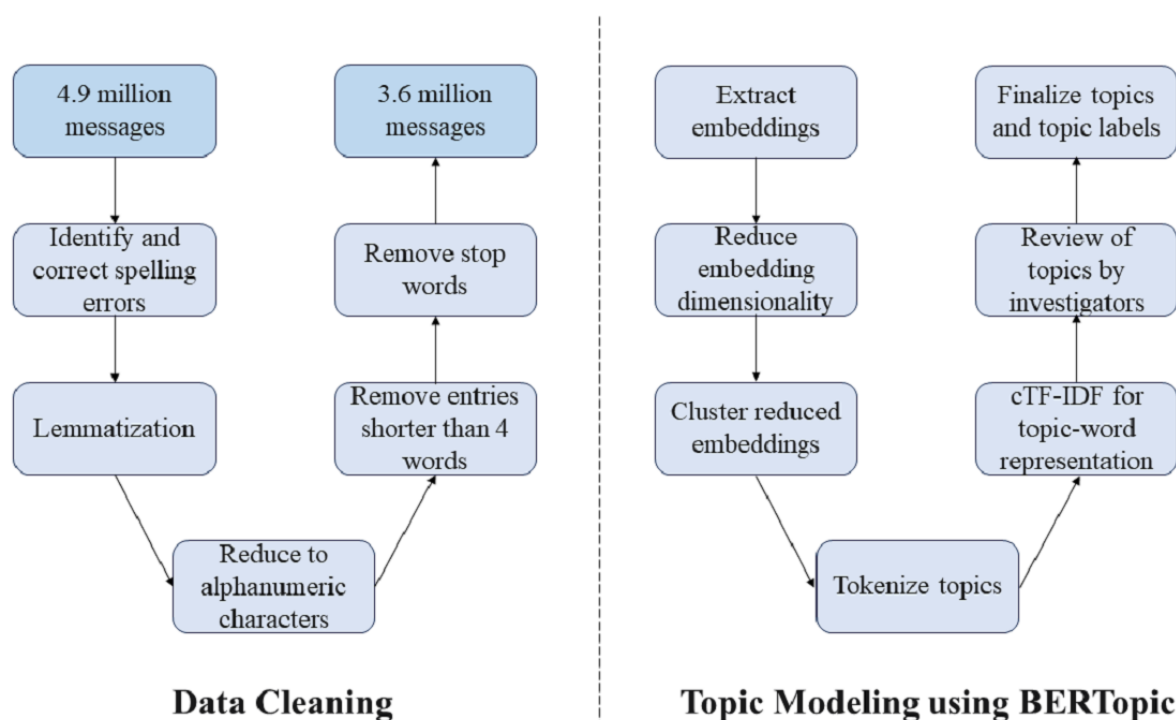 4.9 million
messages
Identify and
correct spelling
errors
Lemmatization
Reduce to
alphanumeric
characters
Remove entries
shorter than 4
words
Remove stop
words
3.6 million
messages
Data Cleaning
Extract
embeddings
Reduce
embedding
dimensionality
Cluster reduced
embeddings
Tokenize topics
cTF-IDF for
topic-word
representation
Review of
topics by
investigators
Finalize topics
and topic labels
Topic Modeling using BERTopic